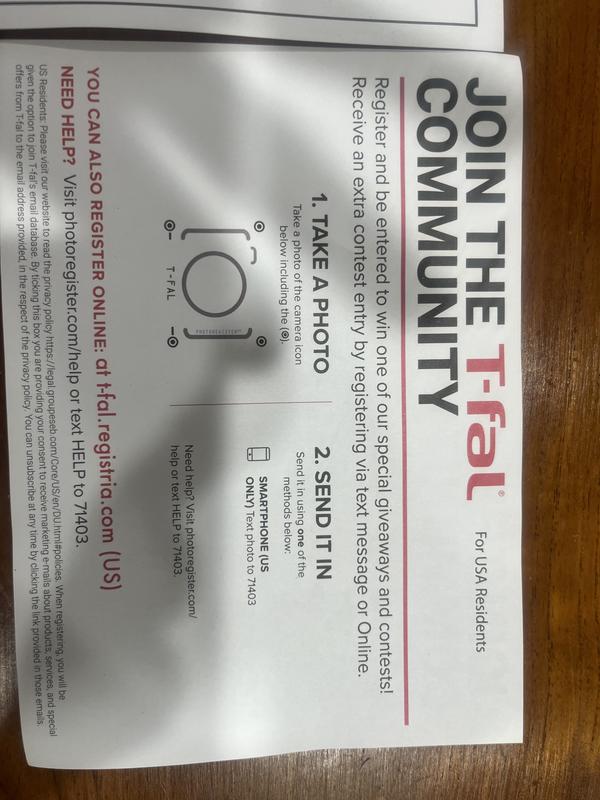 JOIN THE T-fal®
COMMUNITY
For USA Residents
Register and be entered to win one of our special giveaways and contests!
Receive an extra contest entry by registering via text message or Online.
1. TAKE A PHOTO
Take a photo of the camera icon
below including the (◉).
PHOTOREGISTER™
T-FAL
2. SEND IT IN
Send it in using one of the
methods below:
SMARTPHONE (US
ONLY) Text photo to 71403
Need help? Visit photoregister.com/
help or text HELP to 71403.
YOU CAN ALSO REGISTER ONLINE: at t-fal.registria.com (US)
NEED HELP? Visit photoregister.com/help or text HELP to 71403.
US Residents: Please visit our website to read the privacy policy https://legal.groupeseb.com/Core/US/en/DU.html#policies. When registering, you will be
given the option to join T-fal's email database. By ticking this box you are providing your consent to receive marketing e-mails about products, services, and special
offers from T-fal to the email address provided, in the respect of the privacy policy. You can unsubscribe at any time by clicking the link provided in those emails.